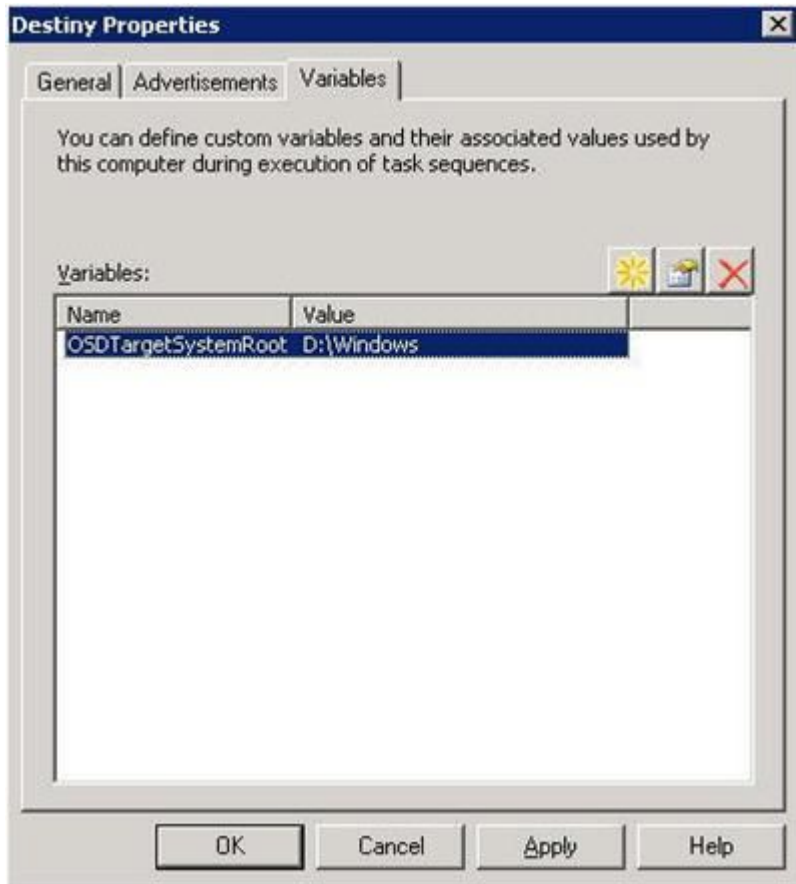 Destiny Properties
General Advertisements Variables
You can define custom variables and their associated values used by
this computer during execution of task sequences.
Variables:
Name Value
OSDTargetSystemRoot D:\Windows
OK Cancel Apply Help